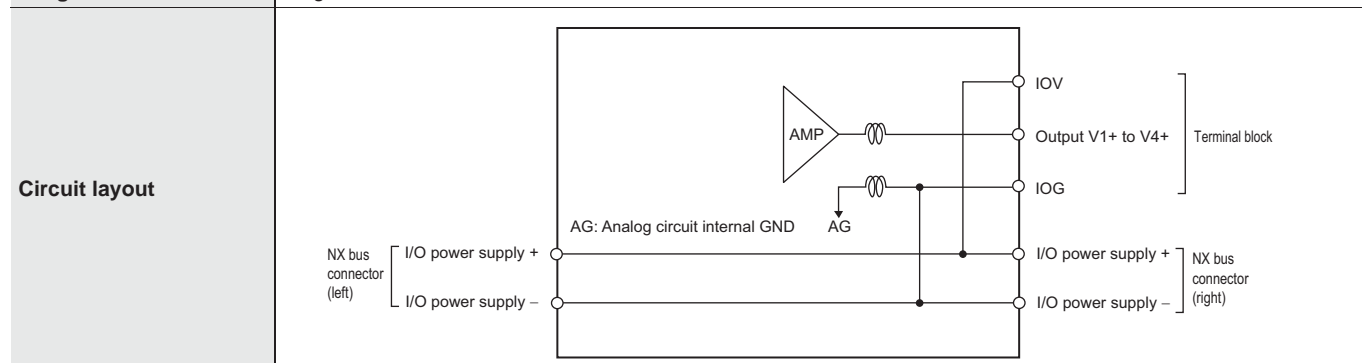 Circuit layout
IOV
AMP
Output V1+ to V4+
Terminal block
IOG
AG: Analog circuit internal GND
AG
NX bus
connector
(left)
I/O power supply +
I/O power supply −
I/O power supply +
I/O power supply −
NX bus
connector
(right)